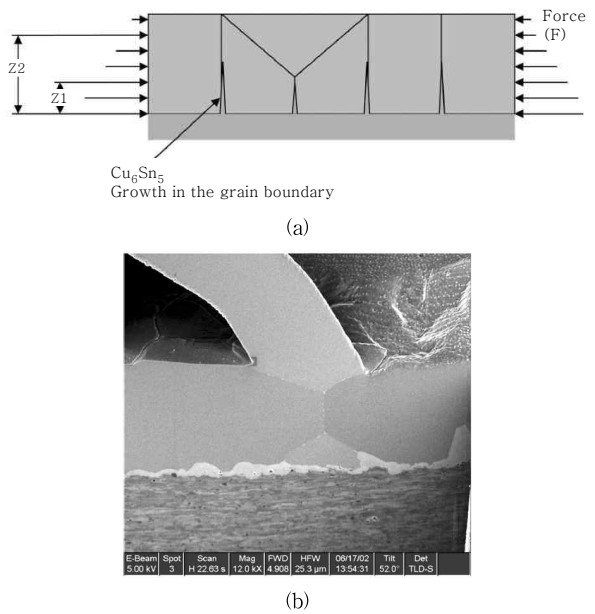 Force
(F)
Z2
Z1
Cu6Sn5
Growth in the grain boundary
(a)
E-Beam Spot Scan Mag FWD HFW 06/17/02 Tilt Det
5.00 kV 3 H 22.63 s 12.0 kX 4.908 25.3 μm 13:54:31 52.0° TLD-S
(b)